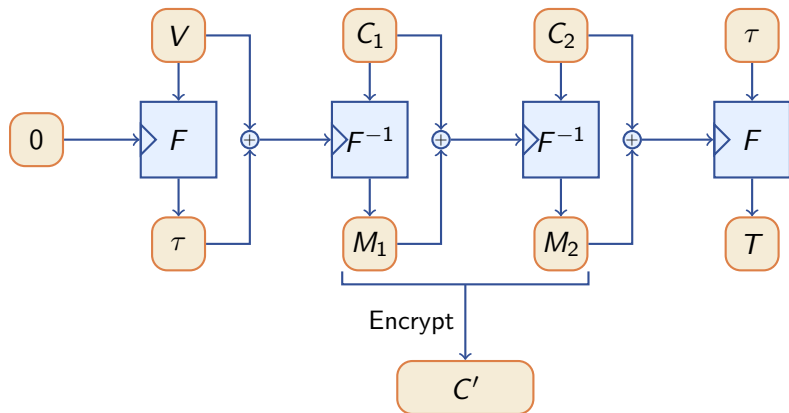 V C₁ C₂ τ
0 F + F⁻¹ + F⁻¹ + F
τ M₁ M₂ T
Encrypt
C′